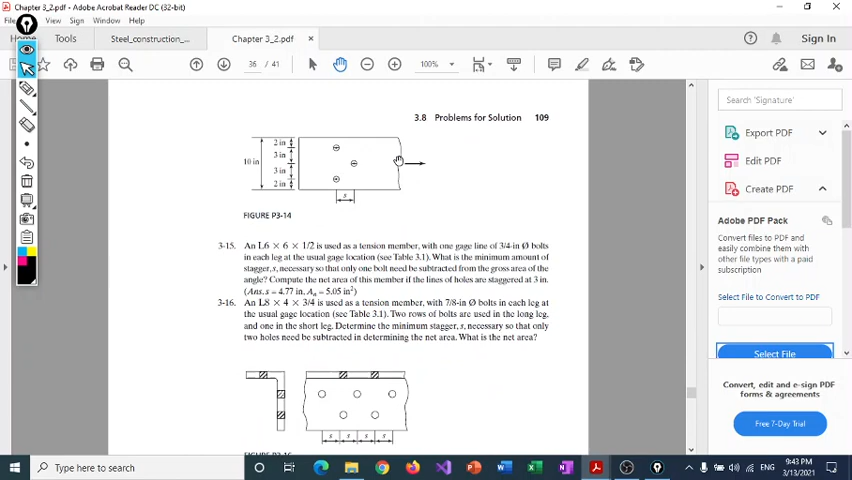 Chapter 3_2.pdf - Adobe Acrobat Reader DC (32-bit)
View Sign Window Help
Tools
Steel_construction_...
Chapter 3_2.pdf
Sign In
36 / 41
100%
3.8 Problems for Solution 109
2 in
3 in
10 in
3 in
2 in
s
FIGURE P3-14
3-15. An L6 × 6 × 1/2 is used as a tension member, with one gage line of 3/4-in Ø bolts
in each leg at the usual gage location (see Table 3.1). What is the minimum amount of
stagger, s, necessary so that only one bolt need be subtracted from the gross area of the
angle? Compute the net area of this member if the lines of holes are staggered at 3 in.
(Ans. s = 4.77 in, An = 5.05 in²)
3-16. An L8 × 4 × 3/4 is used as a tension member, with 7/8-in Ø bolts in each leg at
the usual gage location (see Table 3.1). Two rows of bolts are used in the long leg,
and one in the short leg. Determine the minimum stagger, s, necessary so that only
two holes need be subtracted in determining the net area. What is the net area?
s s s s
Search 'Signature'
Export PDF
Edit PDF
Create PDF
Adobe PDF Pack
Convert files to PDF and
easily combine them with
other file types with a paid
subscription
Select File to Convert to PDF
Select File
Convert, edit and e-sign PDF
forms & agreements
Free 7-Day Trial
Type here to search
ENG
9:43 PM
3/13/2021